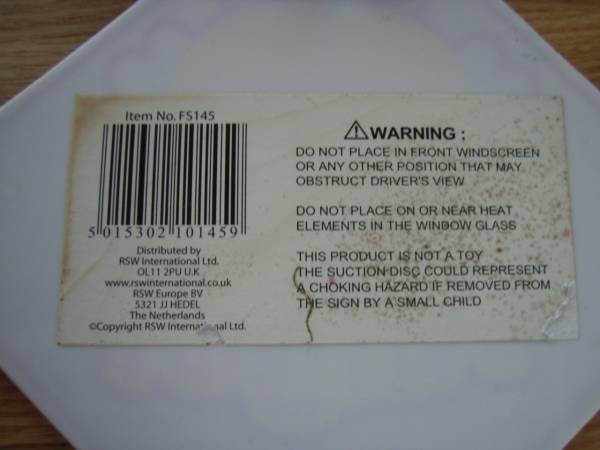 Item No. FS145
5 015302 101459
Distributed by
RSW International Ltd.
OL11 2PU U.K
www.rswinternational.co.uk
RSW Europe BV
5321 JJ HEDEL
The Netherlands
©Copyright RSW International Ltd.
⚠WARNING :
DO NOT PLACE IN FRONT WINDSCREEN
OR ANY OTHER POSITION THAT MAY
OBSTRUCT DRIVER'S VIEW
DO NOT PLACE ON OR NEAR HEAT
ELEMENTS IN THE WINDOW GLASS
THIS PRODUCT IS NOT A TOY
THE SUCTION DISC COULD REPRESENT
A CHOKING HAZARD IF REMOVED FROM
THE SIGN BY A SMALL CHILD